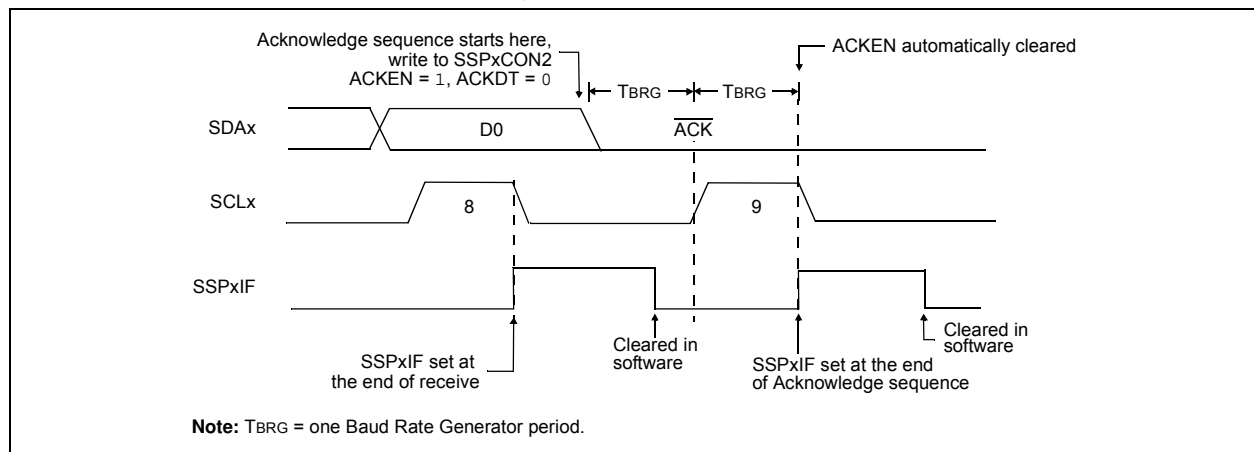 Acknowledge sequence starts here,
write to SSPxCON2
ACKEN = 1, ACKDT = 0
ACKEN automatically cleared
TBRG
TBRG
SDAx
D0
ACK
SCLx
8
9
SSPxIF
SSPxIF set at
the end of receive
Cleared in
software
SSPxIF set at the end
of Acknowledge sequence
Cleared in
software
Note: TBRG = one Baud Rate Generator period.